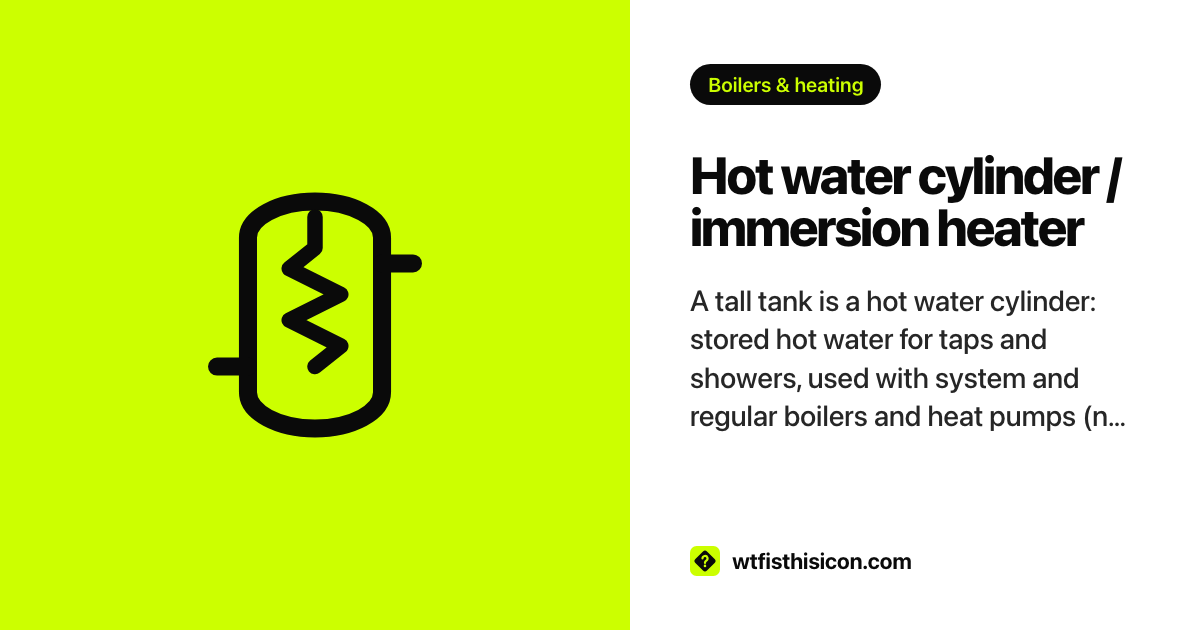 Boilers & heating
Hot water cylinder /
immersion heater
A tall tank is a hot water cylinder:
stored hot water for taps and
showers, used with system and
regular boilers and heat pumps (n...
?
wtfisthisicon.com